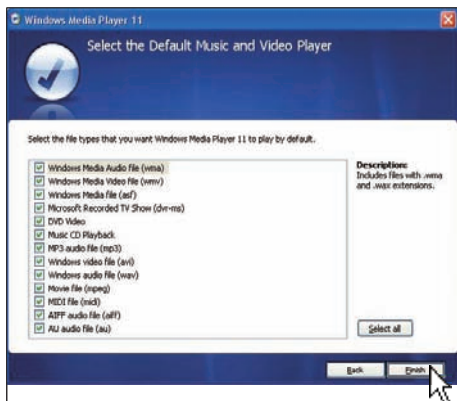 Windows Media Player 11
Select the Default Music and Video Player
Select the file types that you want Windows Media Player 11 to play by default.
Windows Media Audio file (wma)
Windows Media Video file (wmv)
Windows Media file (asf)
Microsoft Recorded TV Show (dvr-ms)
DVD Video
Music CD Playback
MP3 audio file (mp3)
Windows video file (avi)
Windows audio file (wav)
Movie file (mpeg)
MIDI file (midi)
AIFF audio file (aiff)
AU audio file (au)
Description:
Includes files with .wma
and .wax extensions.
Select all
Back
Finish